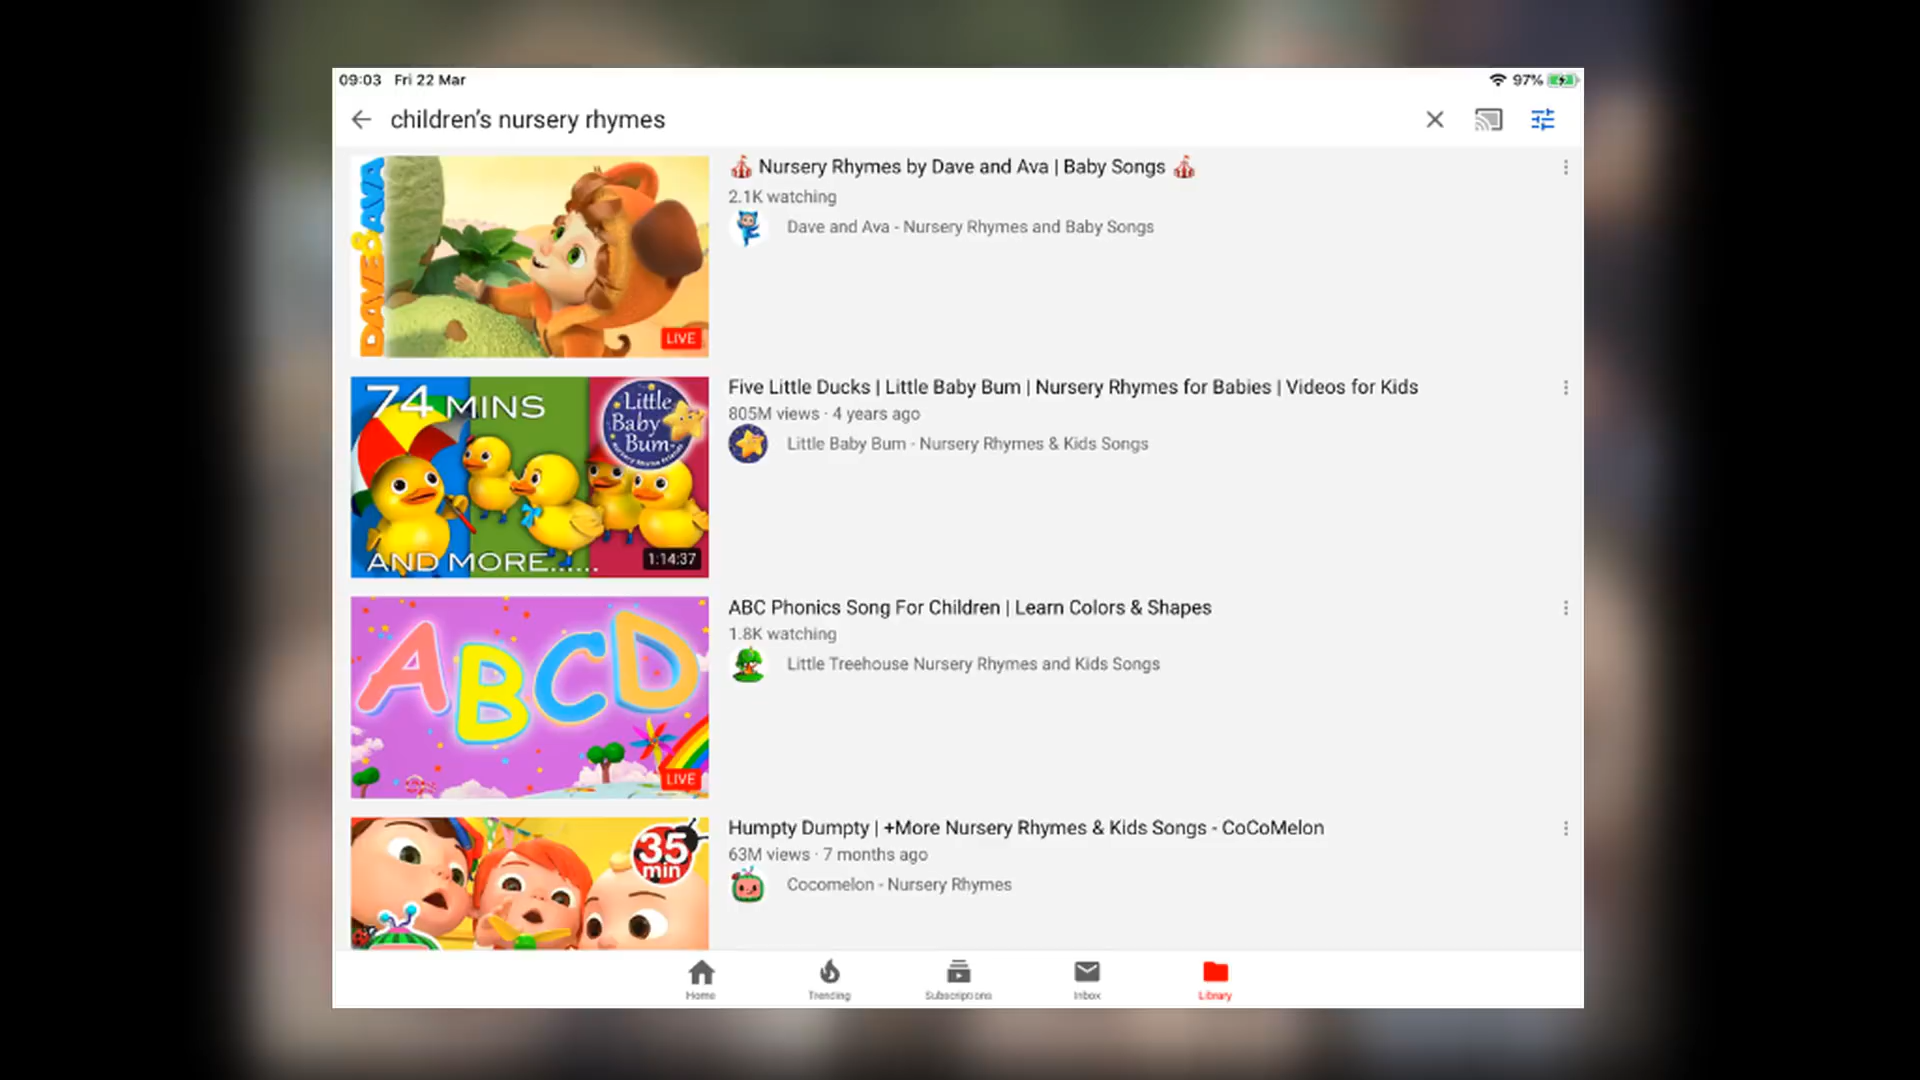 09:03 Fri 22 Mar
97%
children's nursery rhymes
DAVE&AVA
LIVE
Nursery Rhymes by Dave and Ava | Baby Songs
2.1K watching
Dave and Ava - Nursery Rhymes and Baby Songs
74 MINS
Little
Baby
Bum
AND MORE......
1:14:37
Five Little Ducks | Little Baby Bum | Nursery Rhymes for Babies | Videos for Kids
805M views · 4 years ago
Little Baby Bum - Nursery Rhymes & Kids Songs
ABCD
LIVE
ABC Phonics Song For Children | Learn Colors & Shapes
1.8K watching
Little Treehouse Nursery Rhymes and Kids Songs
35
min
Humpty Dumpty | +More Nursery Rhymes & Kids Songs - CoCoMelon
63M views · 7 months ago
Cocomelon - Nursery Rhymes
Home
Trending
Subscriptions
Inbox
Library